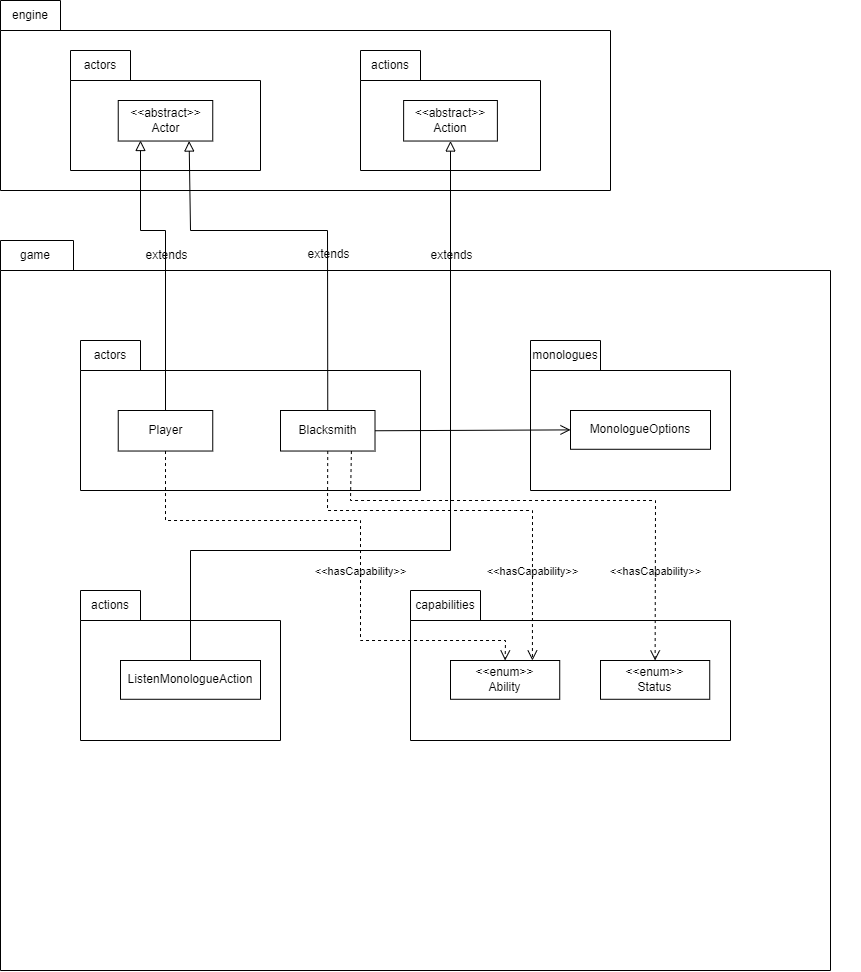 engine
actors
actions
<<abstract>>
Actor
<<abstract>>
Action
game
extends
extends
extends
actors
monologues
Player
Blacksmith
MonologueOptions
<<hasCapability>>
<<hasCapability>>
<<hasCapability>>
actions
capabilities
ListenMonologueAction
<<enum>>
Ability
<<enum>>
Status